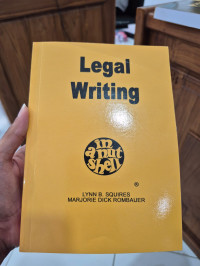 Legal
Writing
in
a nut
shell
®
LYNN B. SQUIRES
MARJORIE DICK ROMBAUER